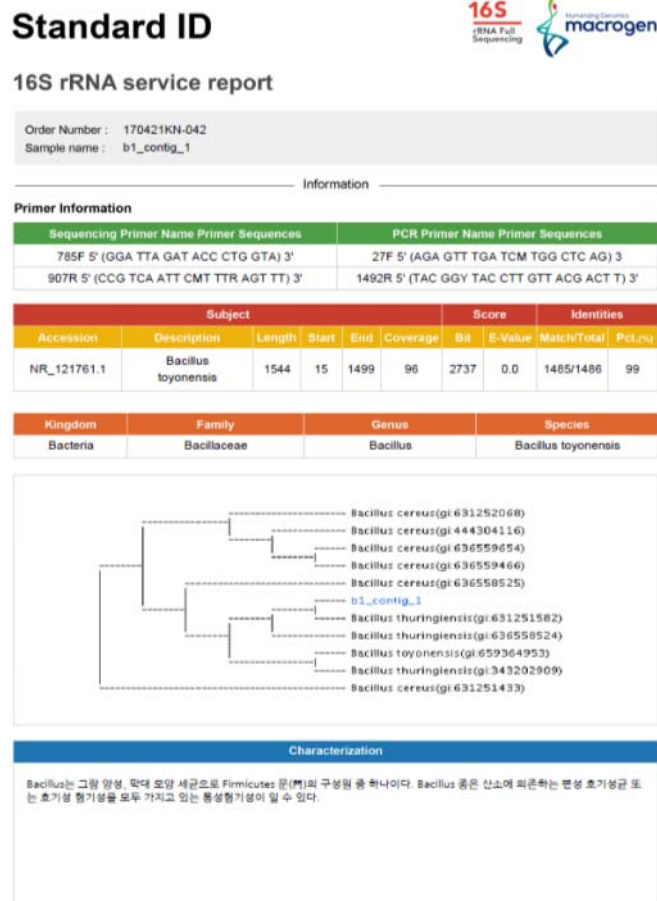 Standard ID
16S
rRNA Full
Sequencing
Humanizing Genomics
macrogen
16S rRNA service report
Order Number : 170421KN-042
Sample name : b1_contig_1
Information
Primer Information
Sequencing Primer Name Primer Sequences PCR Primer Name Primer Sequences
785F 5' (GGA TTA GAT ACC CTG GTA) 3' 27F 5' (AGA GTT TGA TCM TGG CTC AG) 3
907R 5' (CCG TCA ATT CMT TTR AGT TT) 3' 1492R 5' (TAC GGY TAC CTT GTT ACG ACT T) 3'
Subject Score Identities
Accession Description Length Start End Coverage Bit E-Value Match/Total Pct.(%)
NR_121761.1 Bacillus toyonensis 1544 15 1499 96 2737 0.0 1485/1486 99
Kingdom Family Genus Species
Bacteria Bacillaceae Bacillus Bacillus toyonensis
Bacillus cereus(gi:631252068)
Bacillus cereus(gi:444304116)
Bacillus cereus(gi:636559654)
Bacillus cereus(gi:636559466)
Bacillus cereus(gi:636558525)
b1_contig_1
Bacillus thuringiensis(gi:631251582)
Bacillus thuringiensis(gi:636558524)
Bacillus toyonensis(gi:659364953)
Bacillus thuringiensis(gi:343202909)
Bacillus cereus(gi:631251433)
Characterization
Bacillus는 그람 양성, 막대 모양 세균으로 Firmicutes 문(門)의 구성원 중 하나이다. Bacillus 종은 산소에 의존하는 편성 호기성균 또
는 호기성 혐기성을 모두 가지고 있는 통성혐기성이 일 수 있다.